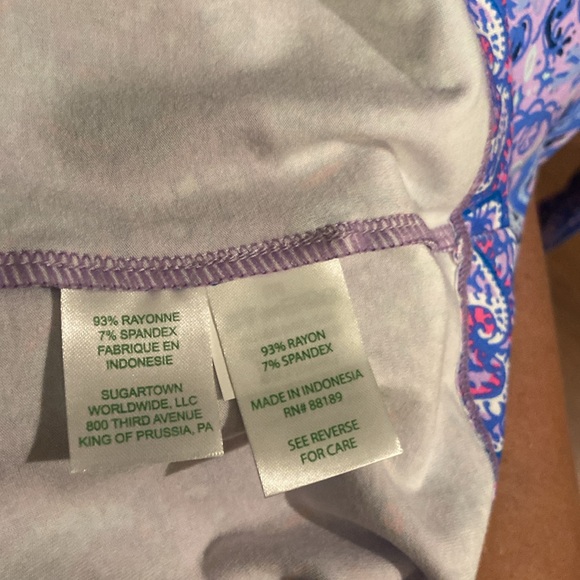 93% RAYONNE
7% SPANDEX
FABRIQUE EN
INDONESIE
SUGARTOWN
WORLDWIDE, LLC
800 THIRD AVENUE
KING OF PRUSSIA, PA
93% RAYON
7% SPANDEX
MADE IN INDONESIA
RN# 88189
SEE REVERSE
FOR CARE